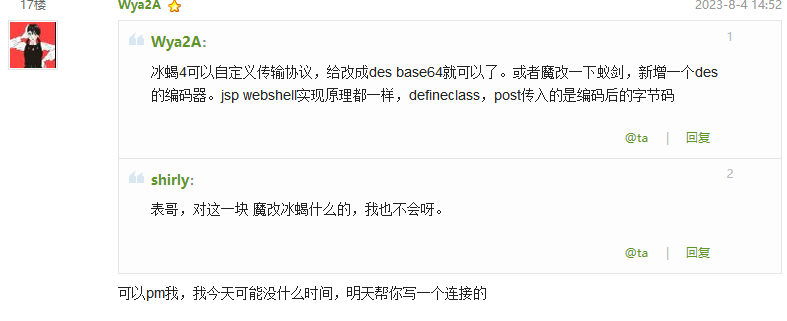 17楼
Wya2A
2023-8-4 14:52
Wya2A:
1
冰蝎4可以自定义传输协议，给改成des base64就可以了。或者魔改一下蚁剑，新增一个des
的编码器。jsp webshell实现原理都一样，defineclass，post传入的是编码后的字节码
@ta | 回复
shirly:
2
表哥，对这一块 魔改冰蝎什么的，我也不会呀。
@ta | 回复
可以pm我，我今天可能没什么时间，明天帮你写一个连接的